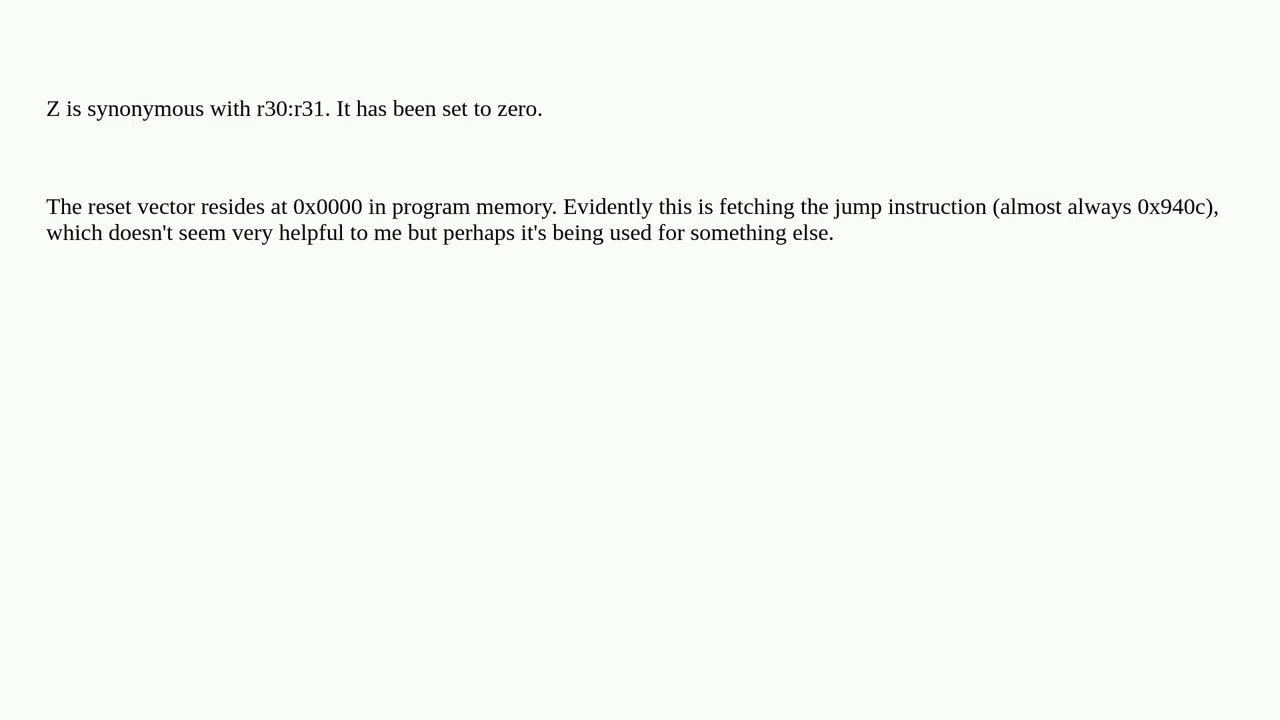 Z is synonymous with r30:r31. It has been set to zero.
The reset vector resides at 0x0000 in program memory. Evidently this is fetching the jump instruction (almost always 0x940c),
which doesn't seem very helpful to me but perhaps it's being used for something else.